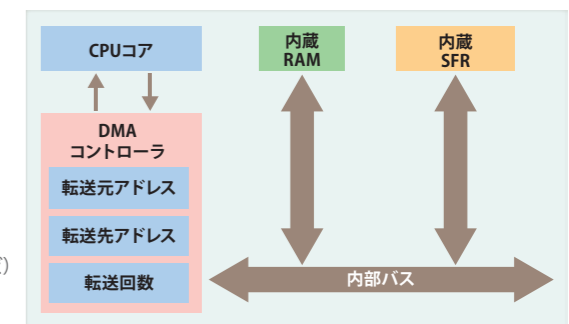 CPUコア
内蔵
RAM
内蔵
SFR
DMA
コントローラ
転送元アドレス
転送先アドレス
転送回数
内部バス
)